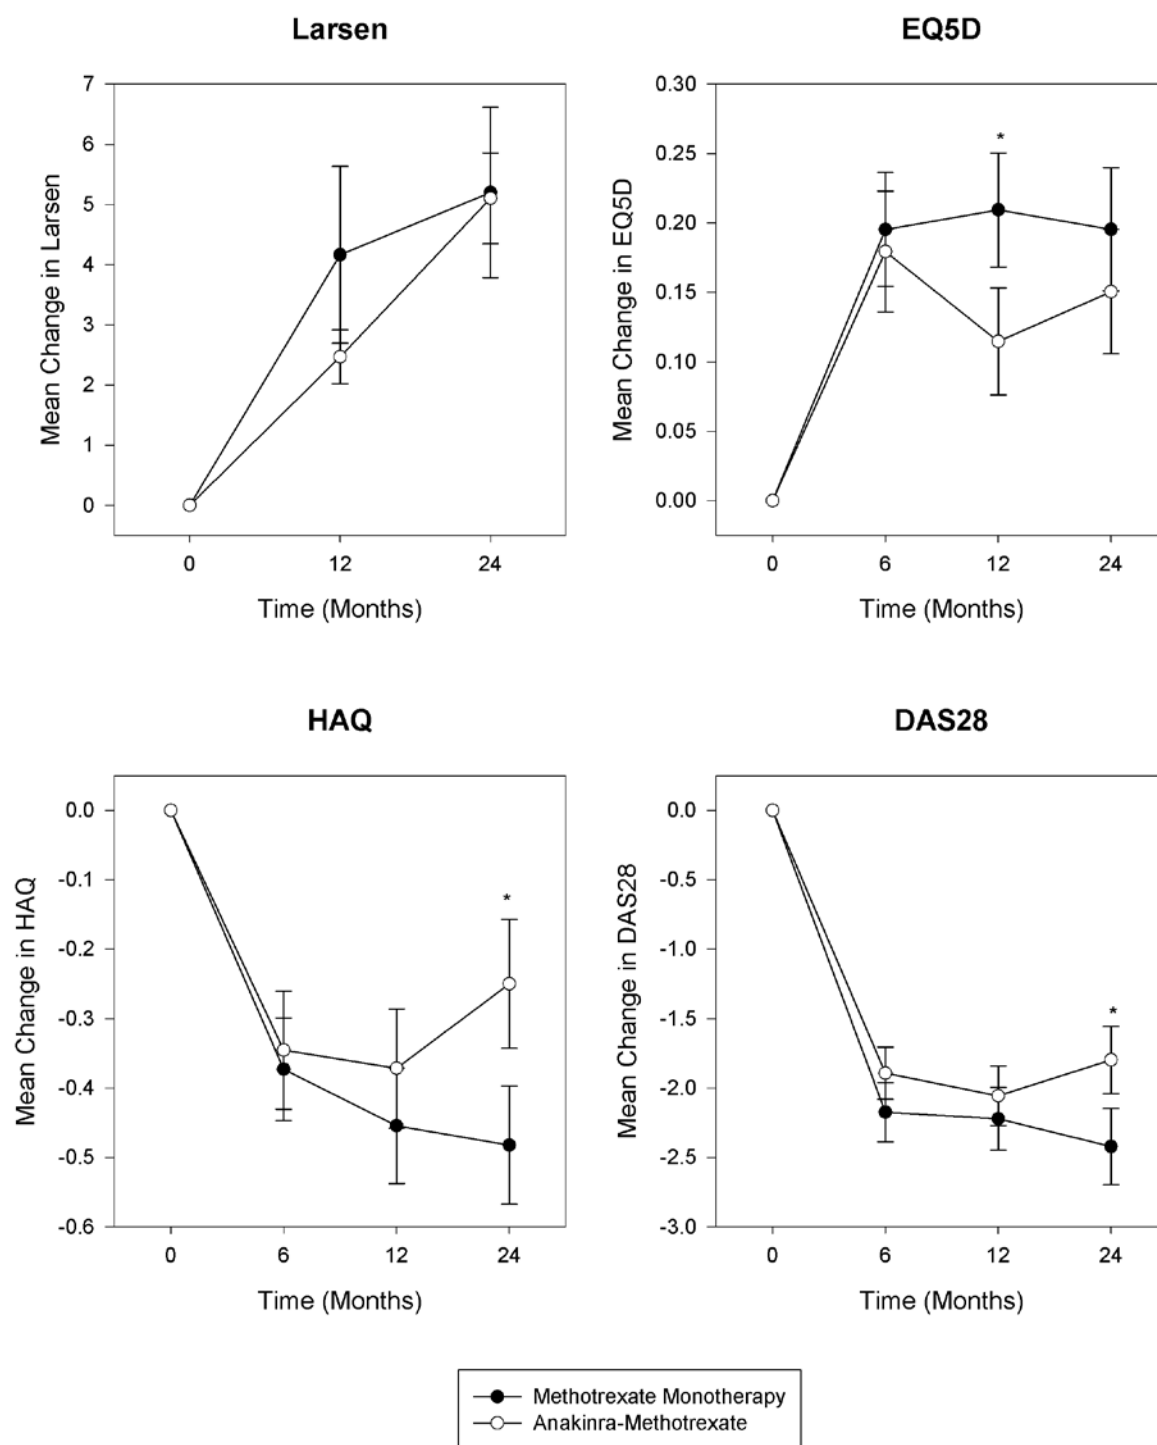 Larsen
Mean Change in Larsen
7
6
5
4
3
2
1
0
0 12 24
Time (Months)
EQ5D
Mean Change in EQ5D
0.30
0.25
0.20
0.15
0.10
0.05
0.00
*
0 6 12 24
Time (Months)
HAQ
Mean Change in HAQ
0.0
-0.1
-0.2
-0.3
-0.4
-0.5
-0.6
*
0 6 12 24
Time (Months)
DAS28
Mean Change in DAS28
0.0
-0.5
-1.0
-1.5
-2.0
-2.5
-3.0
*
0 6 12 24
Time (Months)
Methotrexate Monotherapy
Anakinra-Methotrexate